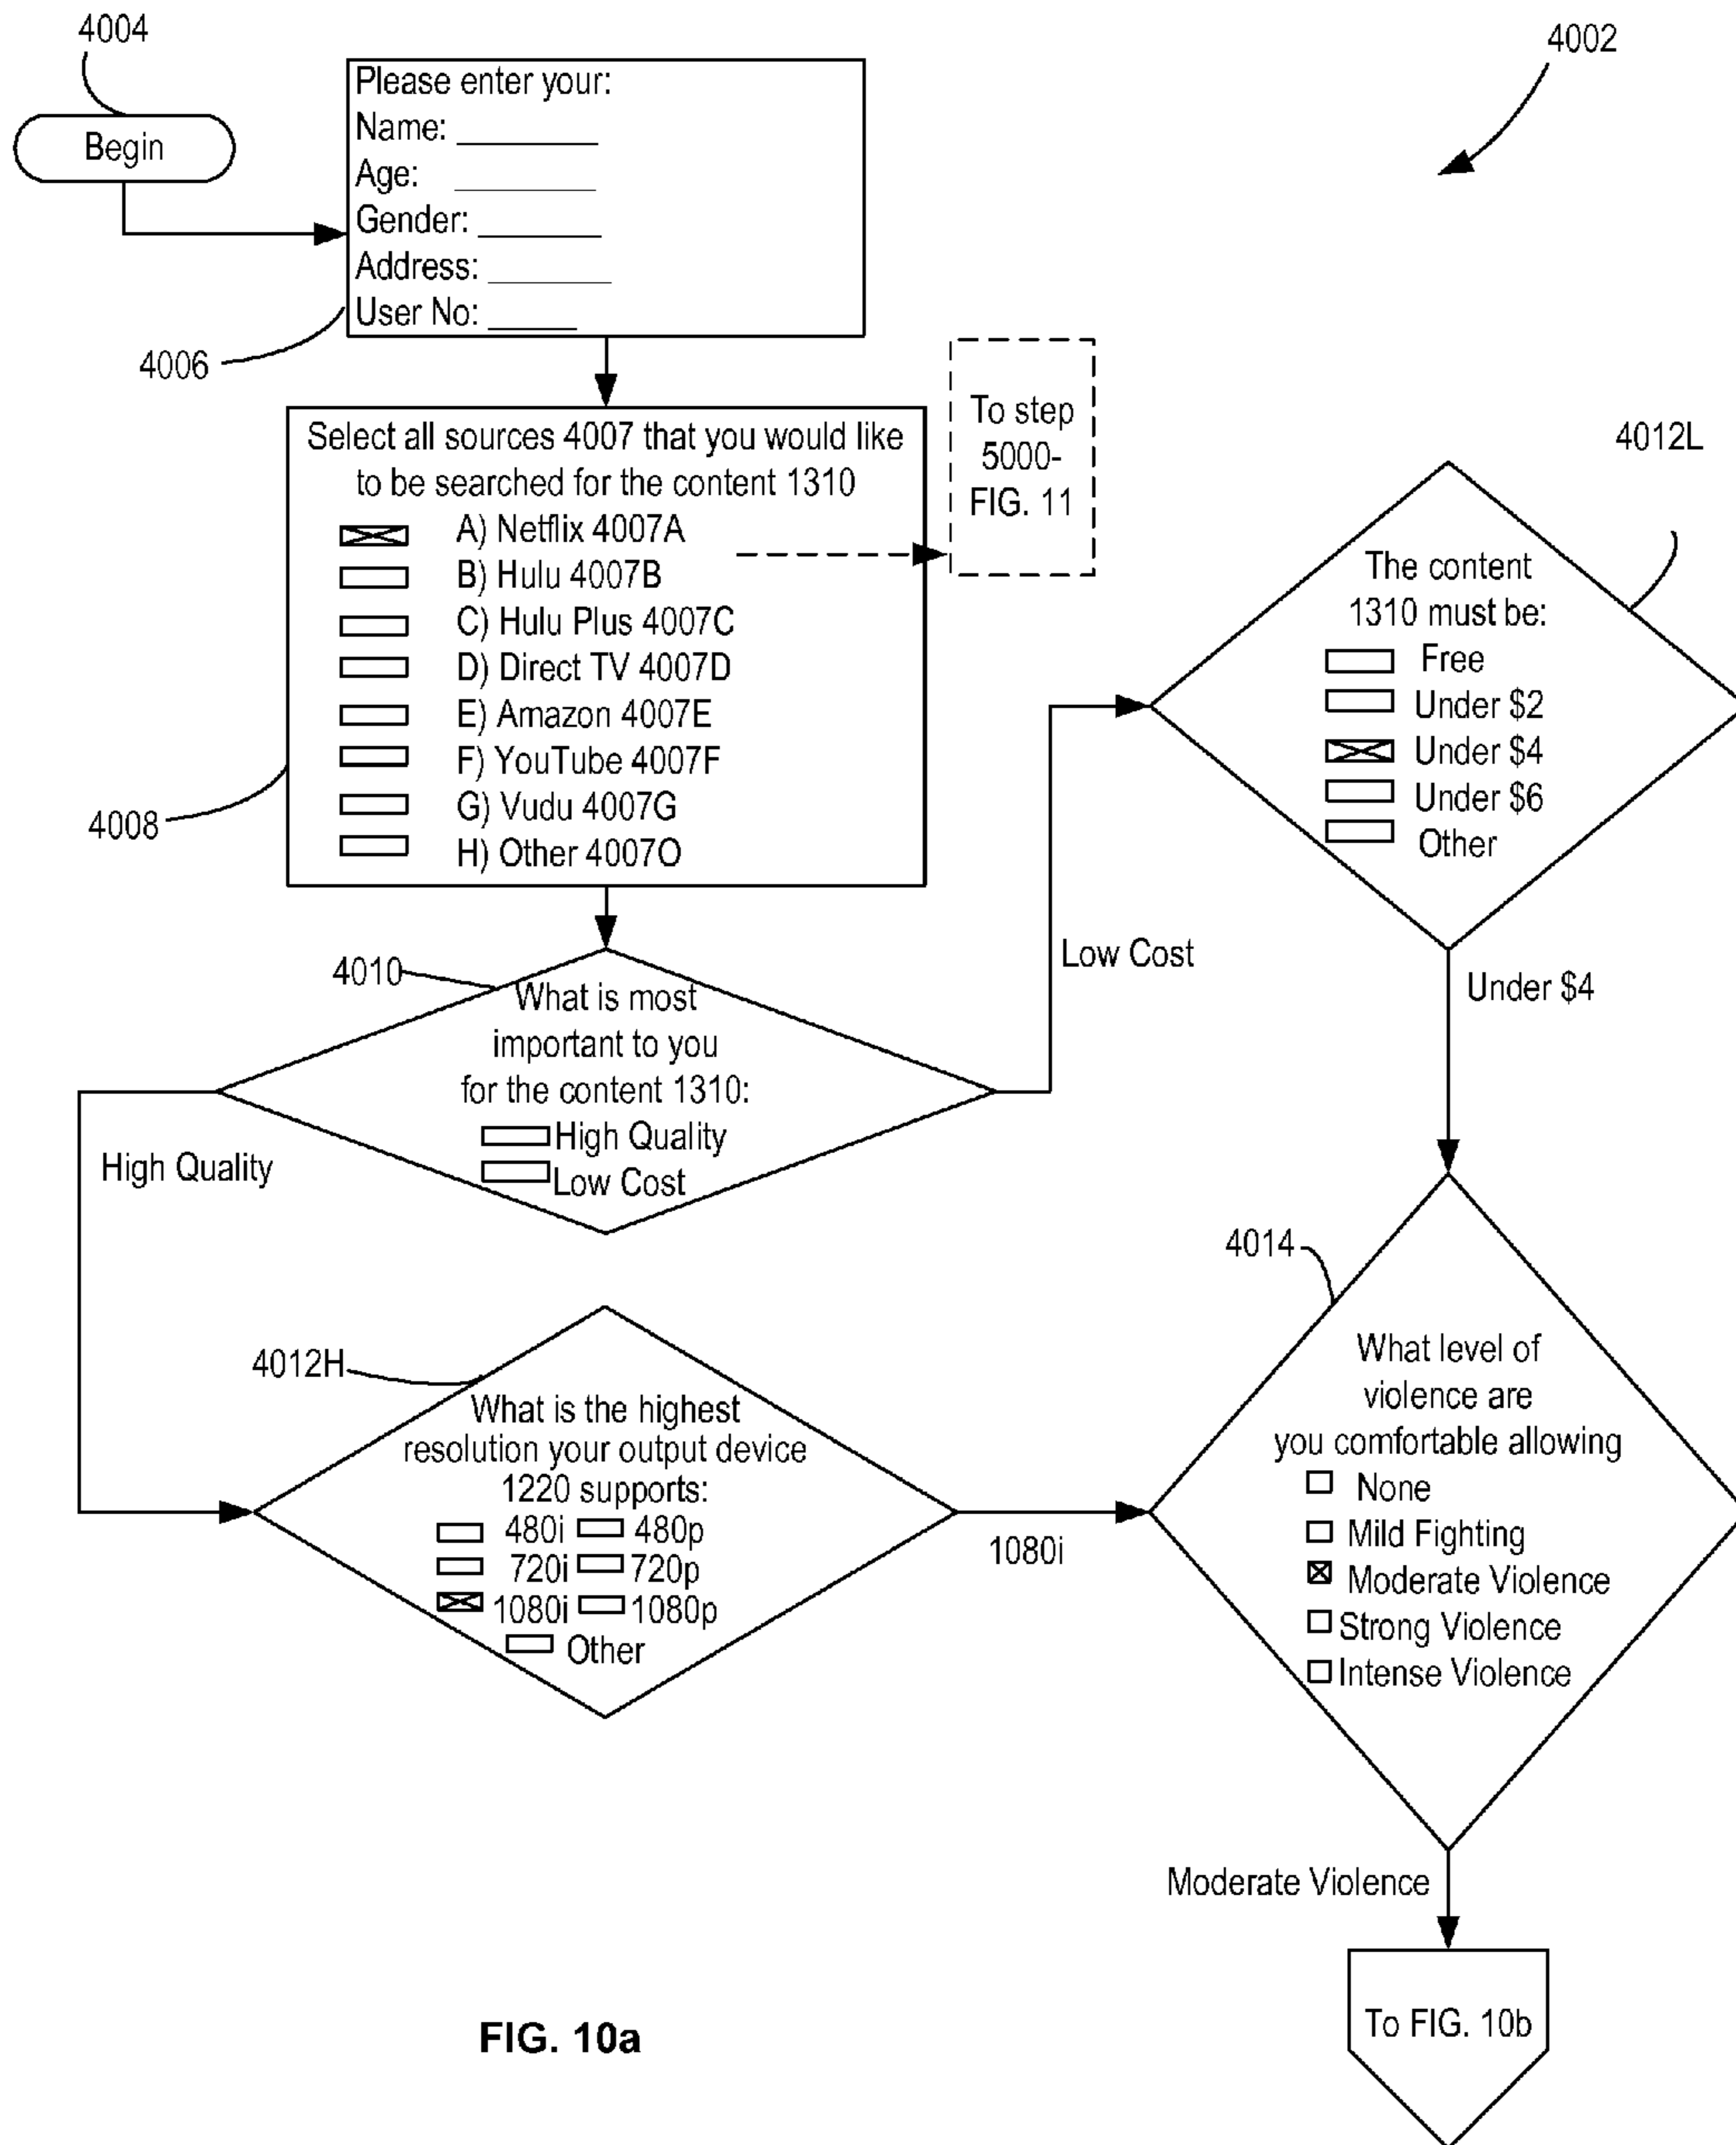 4004
4002
Begin
Please enter your:
Name: ________
Age: ________
Gender: _______
Address: _______
User No: _____
4006
Select all sources 4007 that you would like
to be searched for the content 1310
A) Netflix 4007A
B) Hulu 4007B
C) Hulu Plus 4007C
D) Direct TV 4007D
E) Amazon 4007E
F) YouTube 4007F
G) Vudu 4007G
H) Other 4007O
4008
To step
5000-
FIG. 11
4012L
The content
1310 must be:
Free
Under $2
Under $4
Under $6
Other
Low Cost
Under $4
4010
What is most
important to you
for the content 1310:
High Quality
Low Cost
High Quality
4012H
What is the highest
resolution your output device
1220 supports:
480i 480p
720i 720p
1080i 1080p
Other
1080i
4014
What level of
violence are
you comfortable allowing
None
Mild Fighting
Moderate Violence
Strong Violence
Intense Violence
Moderate Violence
To FIG. 10b
FIG. 10a